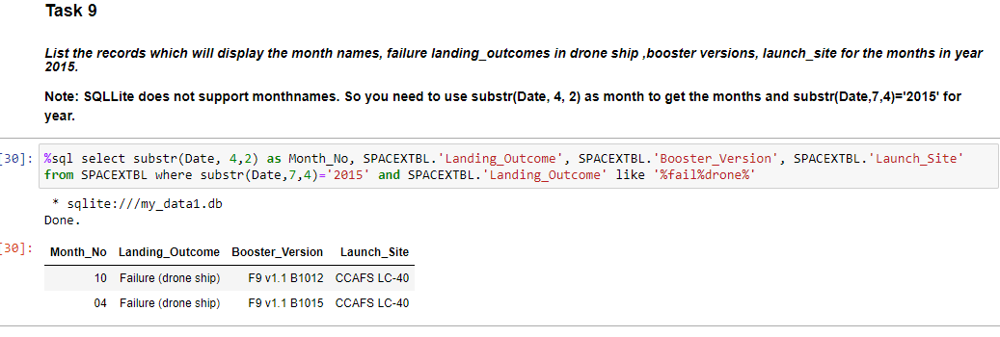 Task 9
List the records which will display the month names, failure landing_outcomes in drone ship ,booster versions, launch_site for the months in year
2015.
Note: SQLLite does not support monthnames. So you need to use substr(Date, 4, 2) as month to get the months and substr(Date,7,4)='2015' for
year.
[30]: %sql select substr(Date, 4,2) as Month_No, SPACEXTBL.'Landing_Outcome', SPACEXTBL.'Booster_Version', SPACEXTBL.'Launch_Site'
from SPACEXTBL where substr(Date,7,4)='2015' and SPACEXTBL.'Landing_Outcome' like '%fail%drone%'
* sqlite:///my_data1.db
Done.
[30]: Month_No Landing_Outcome Booster_Version Launch_Site
10 Failure (drone ship) F9 v1.1 B1012 CCAFS LC-40
04 Failure (drone ship) F9 v1.1 B1015 CCAFS LC-40